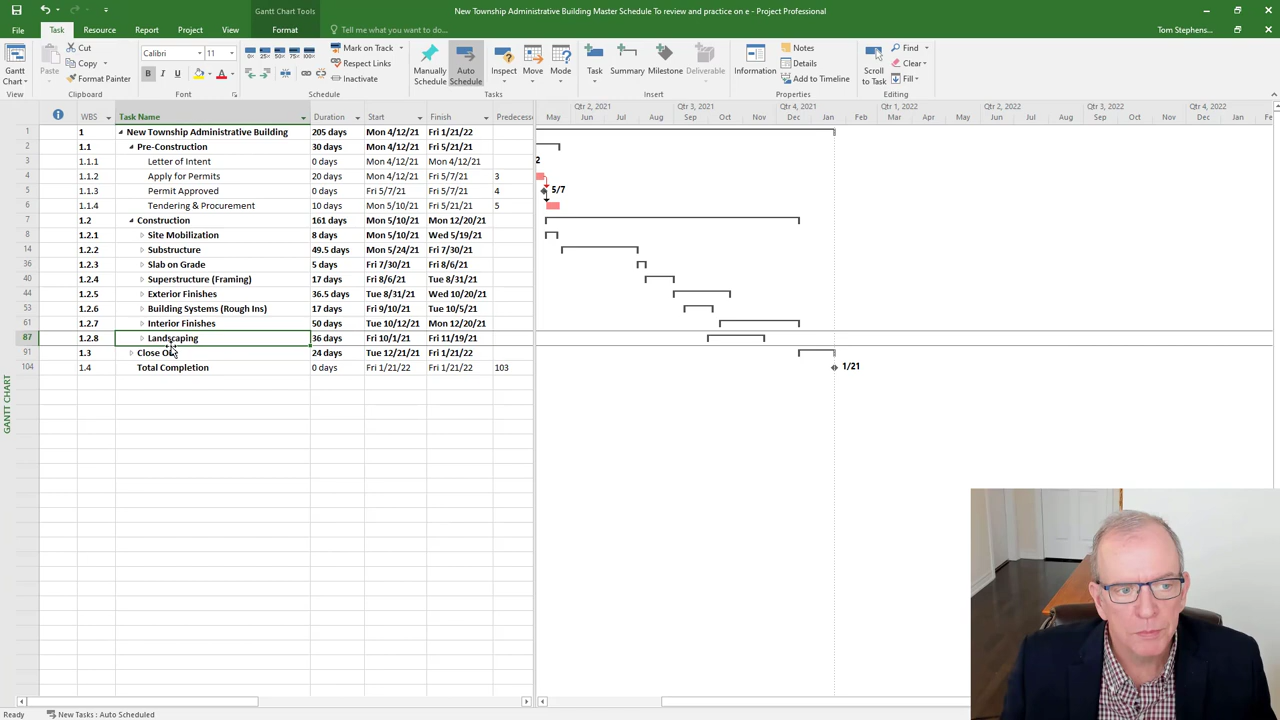 Gantt Chart Tools
New Township Administrative Building Master Schedule To review and practice on e - Project Professional
File Task Resource Report Project View Format Tell me what you want to do... Tom Stephens...
Gantt Chart
Paste
Cut
Copy
Format Painter
Clipboard
Calibri 11
B I U A
Font
0% 25% 50% 75% 100%
Mark on Track
Respect Links
Inactivate
Schedule
Manually Schedule
Auto Schedule
Inspect
Move
Mode
Tasks
Task
Summary
Milestone
Deliverable
Insert
Information
Notes
Details
Add to Timeline
Properties
Scroll to Task
Find
Clear
Fill
Editing
Qtr 2, 2021 Qtr 3, 2021 Qtr 4, 2021 Qtr 1, 2022 Qtr 2, 2022 Qtr 3, 2022 Qtr 4, 2022
WBS Task Name Duration Start Finish Predecess
May Jun Jul Aug Sep Oct Nov Dec Jan Feb Mar Apr May Jun Jul Aug Sep Oct Nov Dec Jan Fe
1 1 New Township Administrative Building 205 days Mon 4/12/21 Fri 1/21/22
2 1.1 Pre-Construction 30 days Mon 4/12/21 Fri 5/21/21
3 1.1.1 Letter of Intent 0 days Mon 4/12/21 Mon 4/12/21 2
4 1.1.2 Apply for Permits 20 days Mon 4/12/21 Fri 5/7/21 3
5 1.1.3 Permit Approved 0 days Fri 5/7/21 Fri 5/7/21 4 5/7
6 1.1.4 Tendering & Procurement 10 days Mon 5/10/21 Fri 5/21/21 5
7 1.2 Construction 161 days Mon 5/10/21 Mon 12/20/21
8 1.2.1 Site Mobilization 8 days Mon 5/10/21 Wed 5/19/21
14 1.2.2 Substructure 49.5 days Mon 5/24/21 Fri 7/30/21
36 1.2.3 Slab on Grade 5 days Fri 7/30/21 Fri 8/6/21
40 1.2.4 Superstructure (Framing) 17 days Fri 8/6/21 Tue 8/31/21
44 1.2.5 Exterior Finishes 36.5 days Tue 8/31/21 Wed 10/20/21
53 1.2.6 Building Systems (Rough Ins) 17 days Fri 9/10/21 Tue 10/5/21
61 1.2.7 Interior Finishes 50 days Tue 10/12/21 Mon 12/20/21
87 1.2.8 Landscaping 36 days Fri 10/1/21 Fri 11/19/21
91 1.3 Close 24 days Tue 12/21/21 Fri 1/21/22
104 1.4 Total Completion 0 days Fri 1/21/22 Fri 1/21/22 103 1/21
GANTT CHART
Ready New Tasks : Auto Scheduled